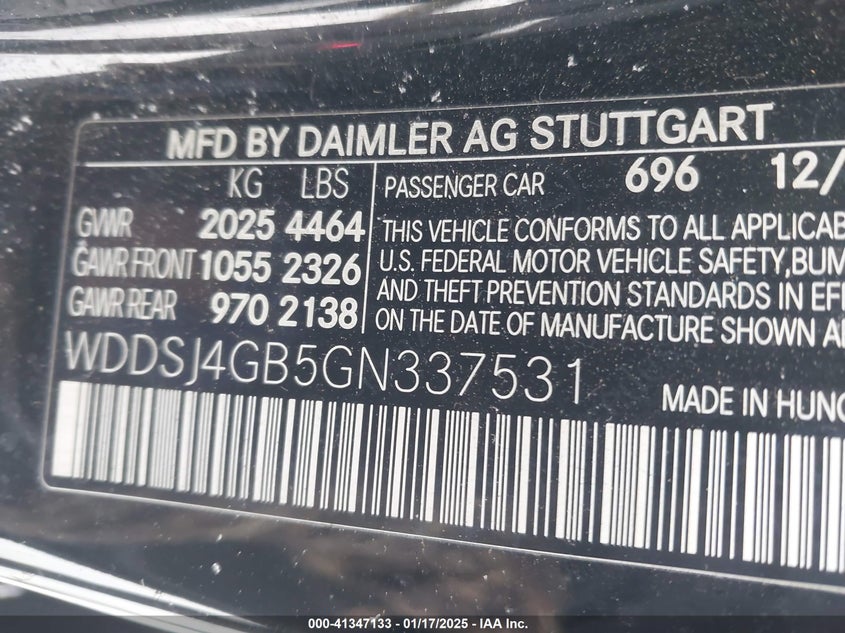 MFD BY DAIMLER AG STUTTGART
KG LBS
GVWR 2025 4464
GAWR FRONT 1055 2326
GAWR REAR 970 2138
PASSENGER CAR 696 12/
THIS VEHICLE CONFORMS TO ALL APPLICAB
U.S. FEDERAL MOTOR VEHICLE SAFETY,BUM
AND THEFT PREVENTION STANDARDS IN EFF
ON THE DATE OF MANUFACTURE SHOWN A
WDDSJ4GB5GN337531
MADE IN HUNG
000-41347133 — 01/17/2025 — IAA Inc.